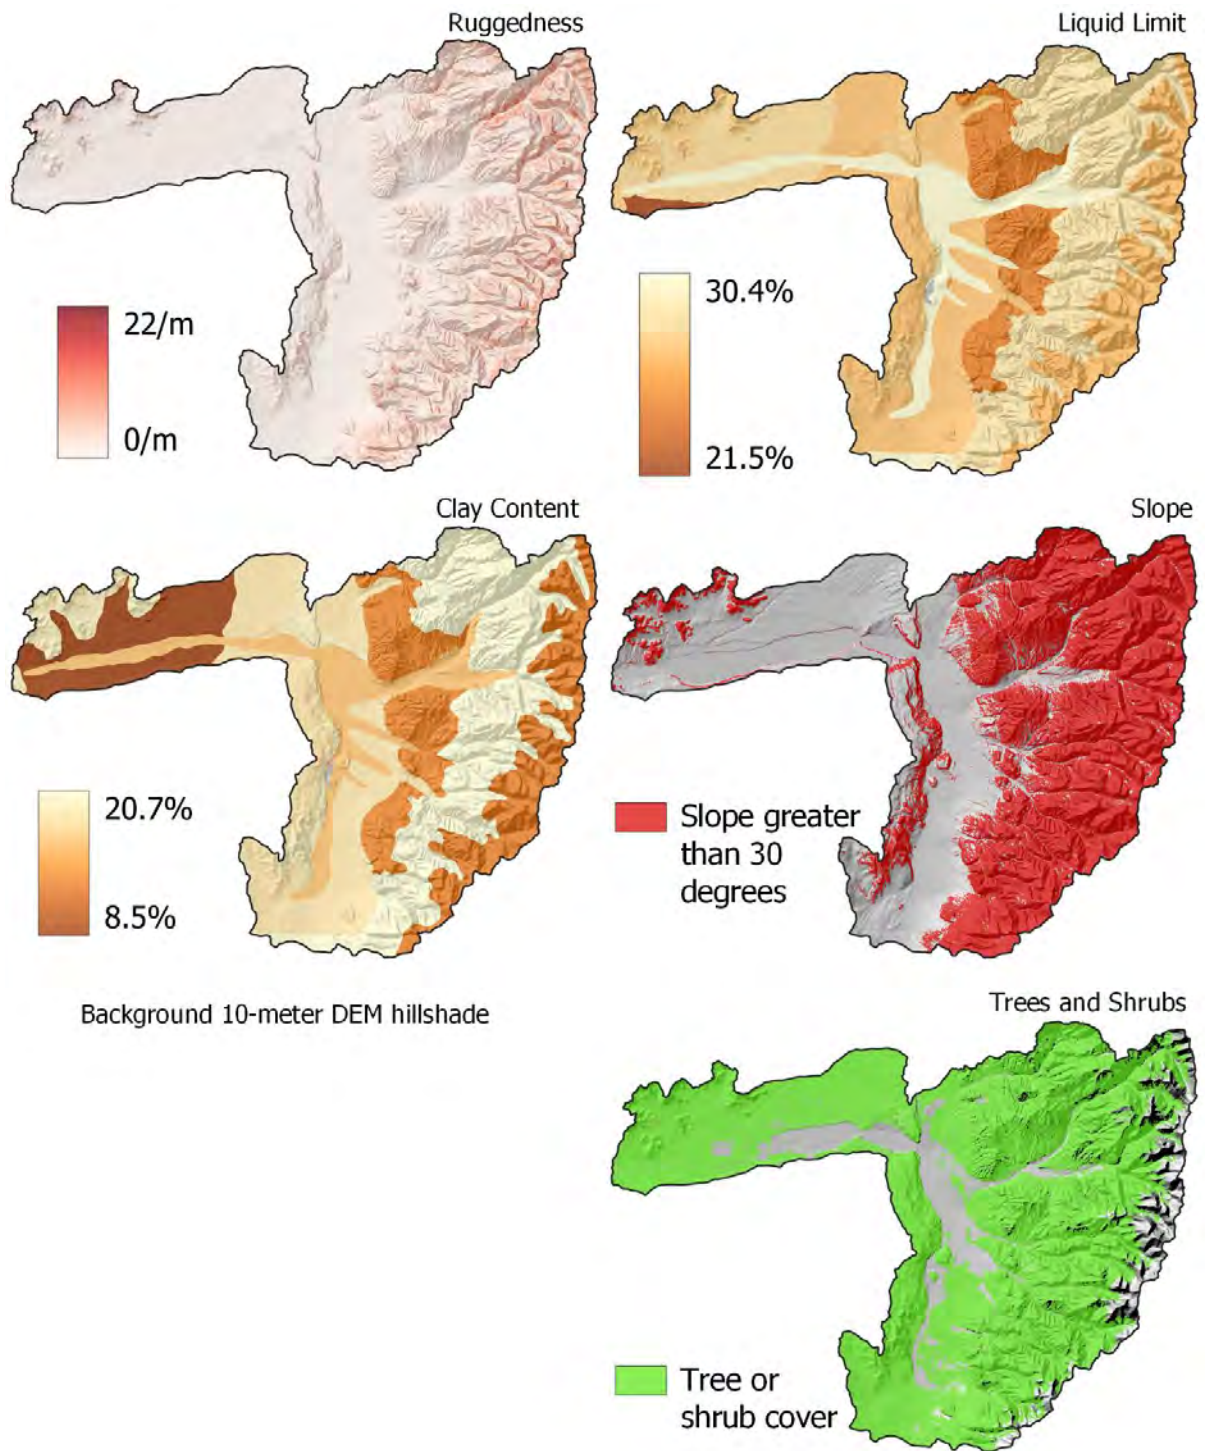 Ruggedness
22/m
0/m
Liquid Limit
30.4%
21.5%
Clay Content
20.7%
8.5%
Slope
Slope greater
than 30
degrees
Background 10-meter DEM hillshade
Trees and Shrubs
Tree or
shrub cover